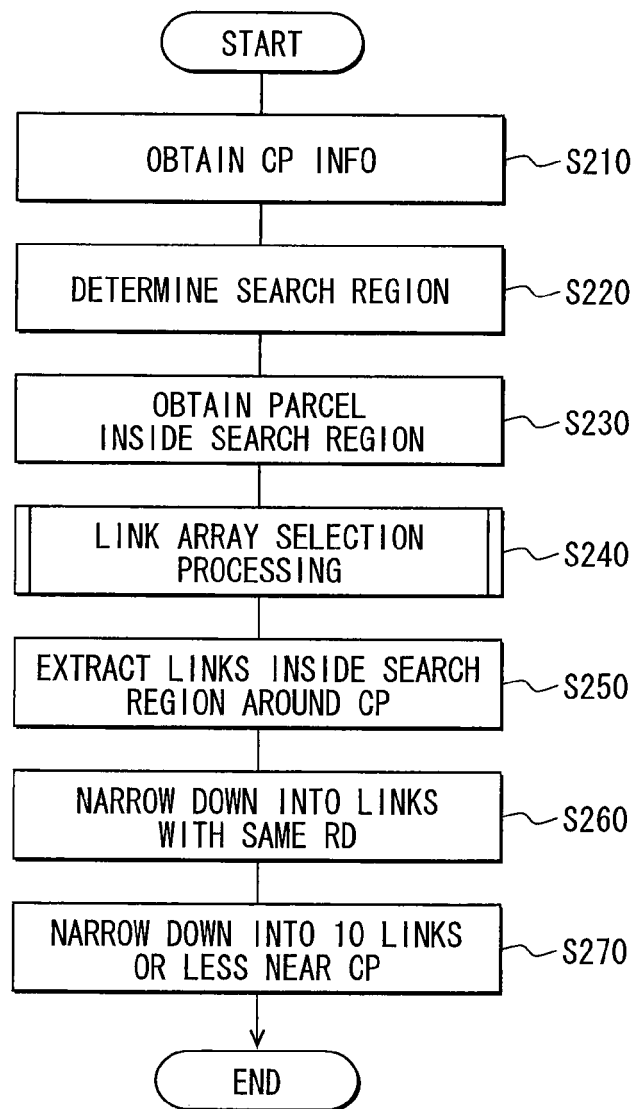 START
OBTAIN CP INFO
S210
DETERMINE SEARCH REGION
S220
OBTAIN PARCEL
INSIDE SEARCH REGION
S230
LINK ARRAY SELECTION
PROCESSING
S240
EXTRACT LINKS INSIDE SEARCH
REGION AROUND CP
S250
NARROW DOWN INTO LINKS
WITH SAME RD
S260
NARROW DOWN INTO 10 LINKS
OR LESS NEAR CP
S270
END